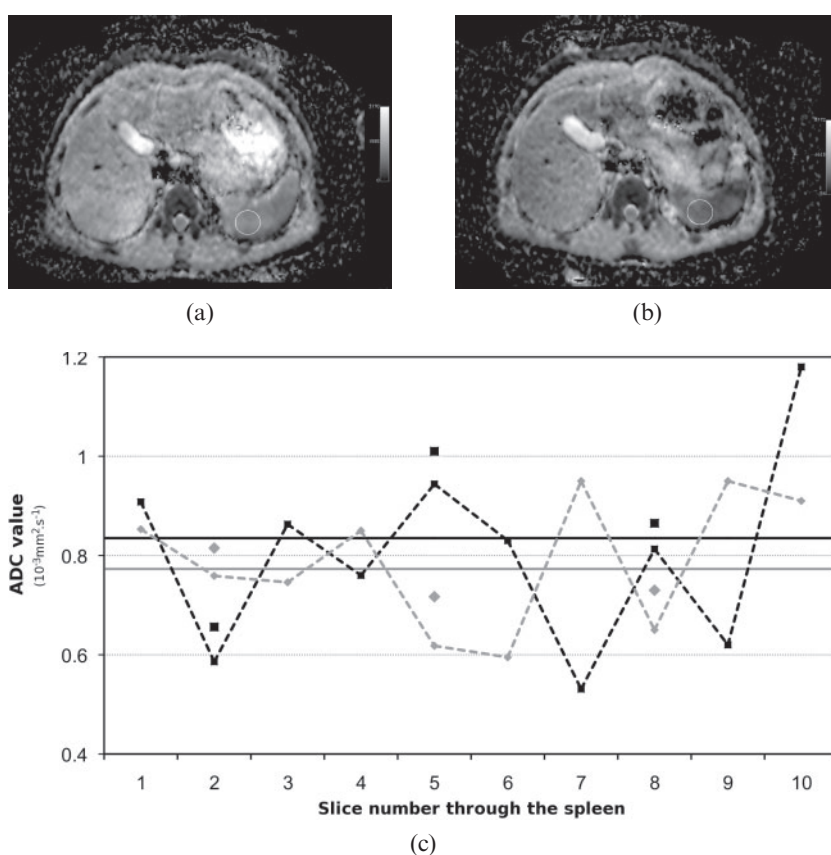 (a)
(b)
1.2
1
0.8
0.6
0.4
ADC value
(10⁻³mm².s⁻¹)
1 2 3 4 5 6 7 8 9 10
Slice number through the spleen
(c)